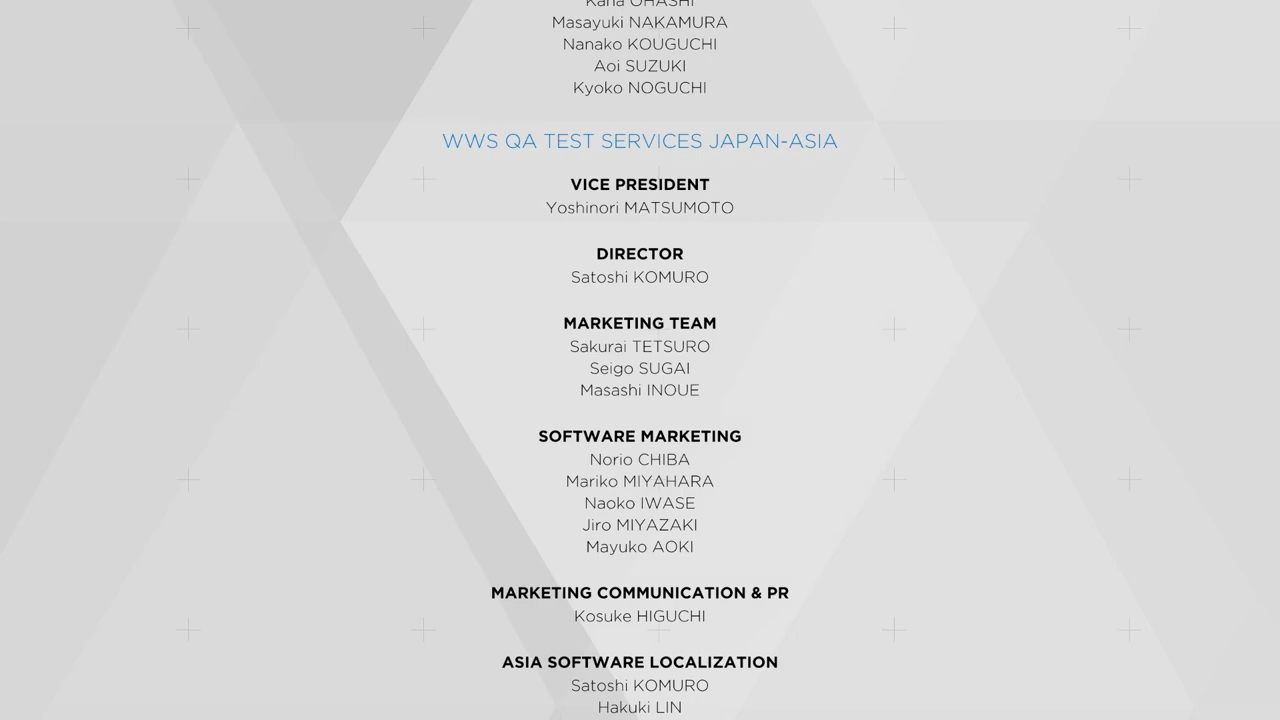 Kana OHASHI
Masayuki NAKAMURA
Nanako KOUGUCHI
Aoi SUZUKI
Kyoko NOGUCHI
WWS QA TEST SERVICES JAPAN-ASIA
VICE PRESIDENT
Yoshinori MATSUMOTO
DIRECTOR
Satoshi KOMURO
MARKETING TEAM
Sakurai TETSURO
Seigo SUGAI
Masashi INOUE
SOFTWARE MARKETING
Norio CHIBA
Mariko MIYAHARA
Naoko IWASE
Jiro MIYAZAKI
Mayuko AOKI
MARKETING COMMUNICATION & PR
Kosuke HIGUCHI
ASIA SOFTWARE LOCALIZATION
Satoshi KOMURO
Hakuki LIN